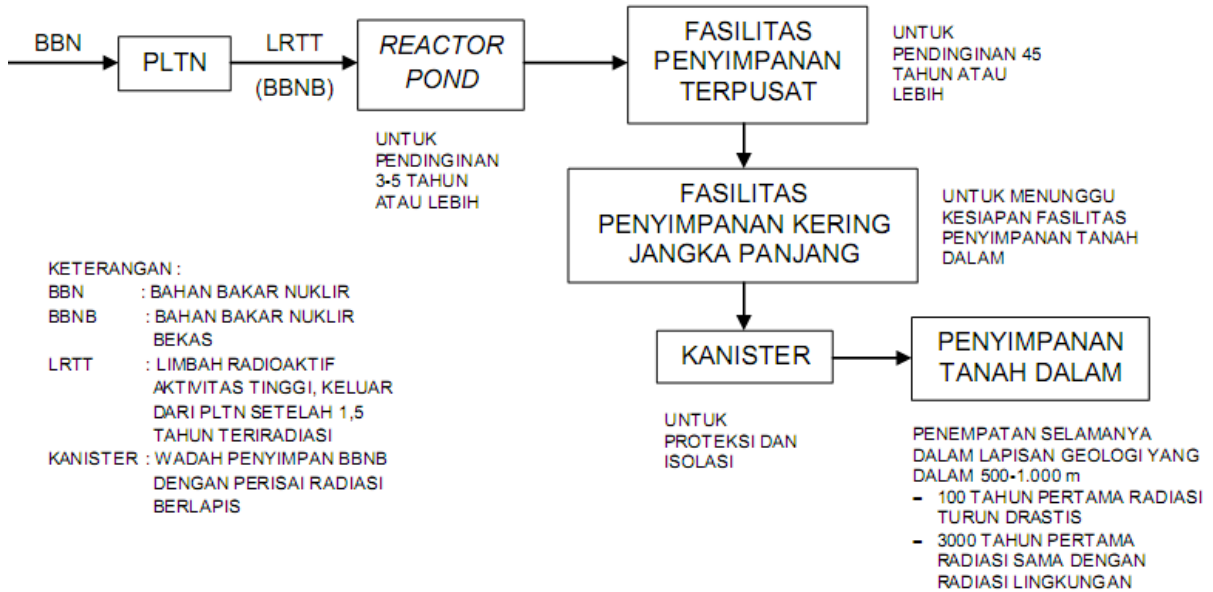 BBN
PLTN
LRTT
(BBNB)
REACTOR
POND
UNTUK
PENDINGINAN
3-5 TAHUN
ATAU LEBIH
FASILITAS
PENYIMPANAN
TERPUSAT
UNTUK
PENDINGINAN 45
TAHUN ATAU
LEBIH
FASILITAS
PENYIMPANAN KERING
JANGKA PANJANG
UNTUK MENUNGGU
KESIAPAN FASILITAS
PENYIMPANAN TANAH
DALAM
KANISTER
UNTUK
PROTEKSI DAN
ISOLASI
PENYIMPANAN
TANAH DALAM
PENEMPATAN SELAMANYA
DALAM LAPISAN GEOLOGI YANG
DALAM 500-1.000 m
- 100 TAHUN PERTAMA RADIASI
TURUN DRASTIS
- 3000 TAHUN PERTAMA
RADIASI SAMA DENGAN
RADIASI LINGKUNGAN
KETERANGAN :
BBN : BAHAN BAKAR NUKLIR
BBNB : BAHAN BAKAR NUKLIR
BEKAS
LRTT : LIMBAH RADIOAKTIF
AKTIVITAS TINGGI, KELUAR
DARI PLTN SETELAH 1,5
TAHUN TERIRADIASI
KANISTER : WADAH PENYIMPAN BBNB
DENGAN PERISAI RADIASI
BERLAPIS